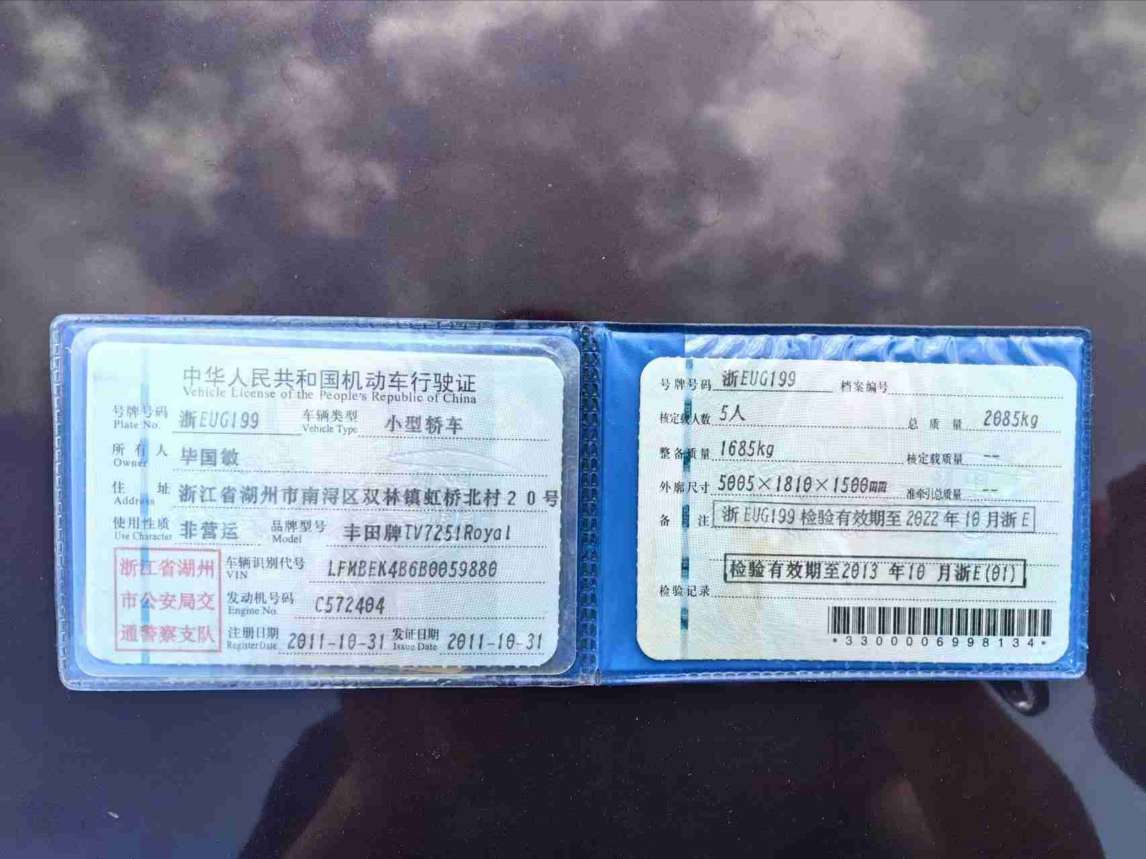 中华人民共和国机动车行驶证
Vehicle License of the People's Republic of China
号牌号码 浙EUG199 车辆类型 小型轿车
Plate No. Vehicle Type
所有人 毕国敏
Owner
住址 浙江省湖州市南浔区双林镇虹桥北村20号
Address
使用性质 非营运 品牌型号 丰田牌TV7251Royal
Use Character Model
浙江省湖州
市公安局交
通警察支队
车辆识别代号 LFMBEK4B6B0059880
VIN
发动机号码 C572404
Engine No.
注册日期 2011-10-31 发证日期 2011-10-31
Register Date Issue Date
号牌号码 浙EUG199 档案编号
核定载人数 5人 总质量 2085kg
整备质量 1685kg 核定载质量 --
外廓尺寸 5005×1810×1500mm 准牵引总质量 --
备注 浙EUG199检验有效期至2022年10月浙E
检验有效期至2013年10月浙E(01)
检验记录
*3300006998134*